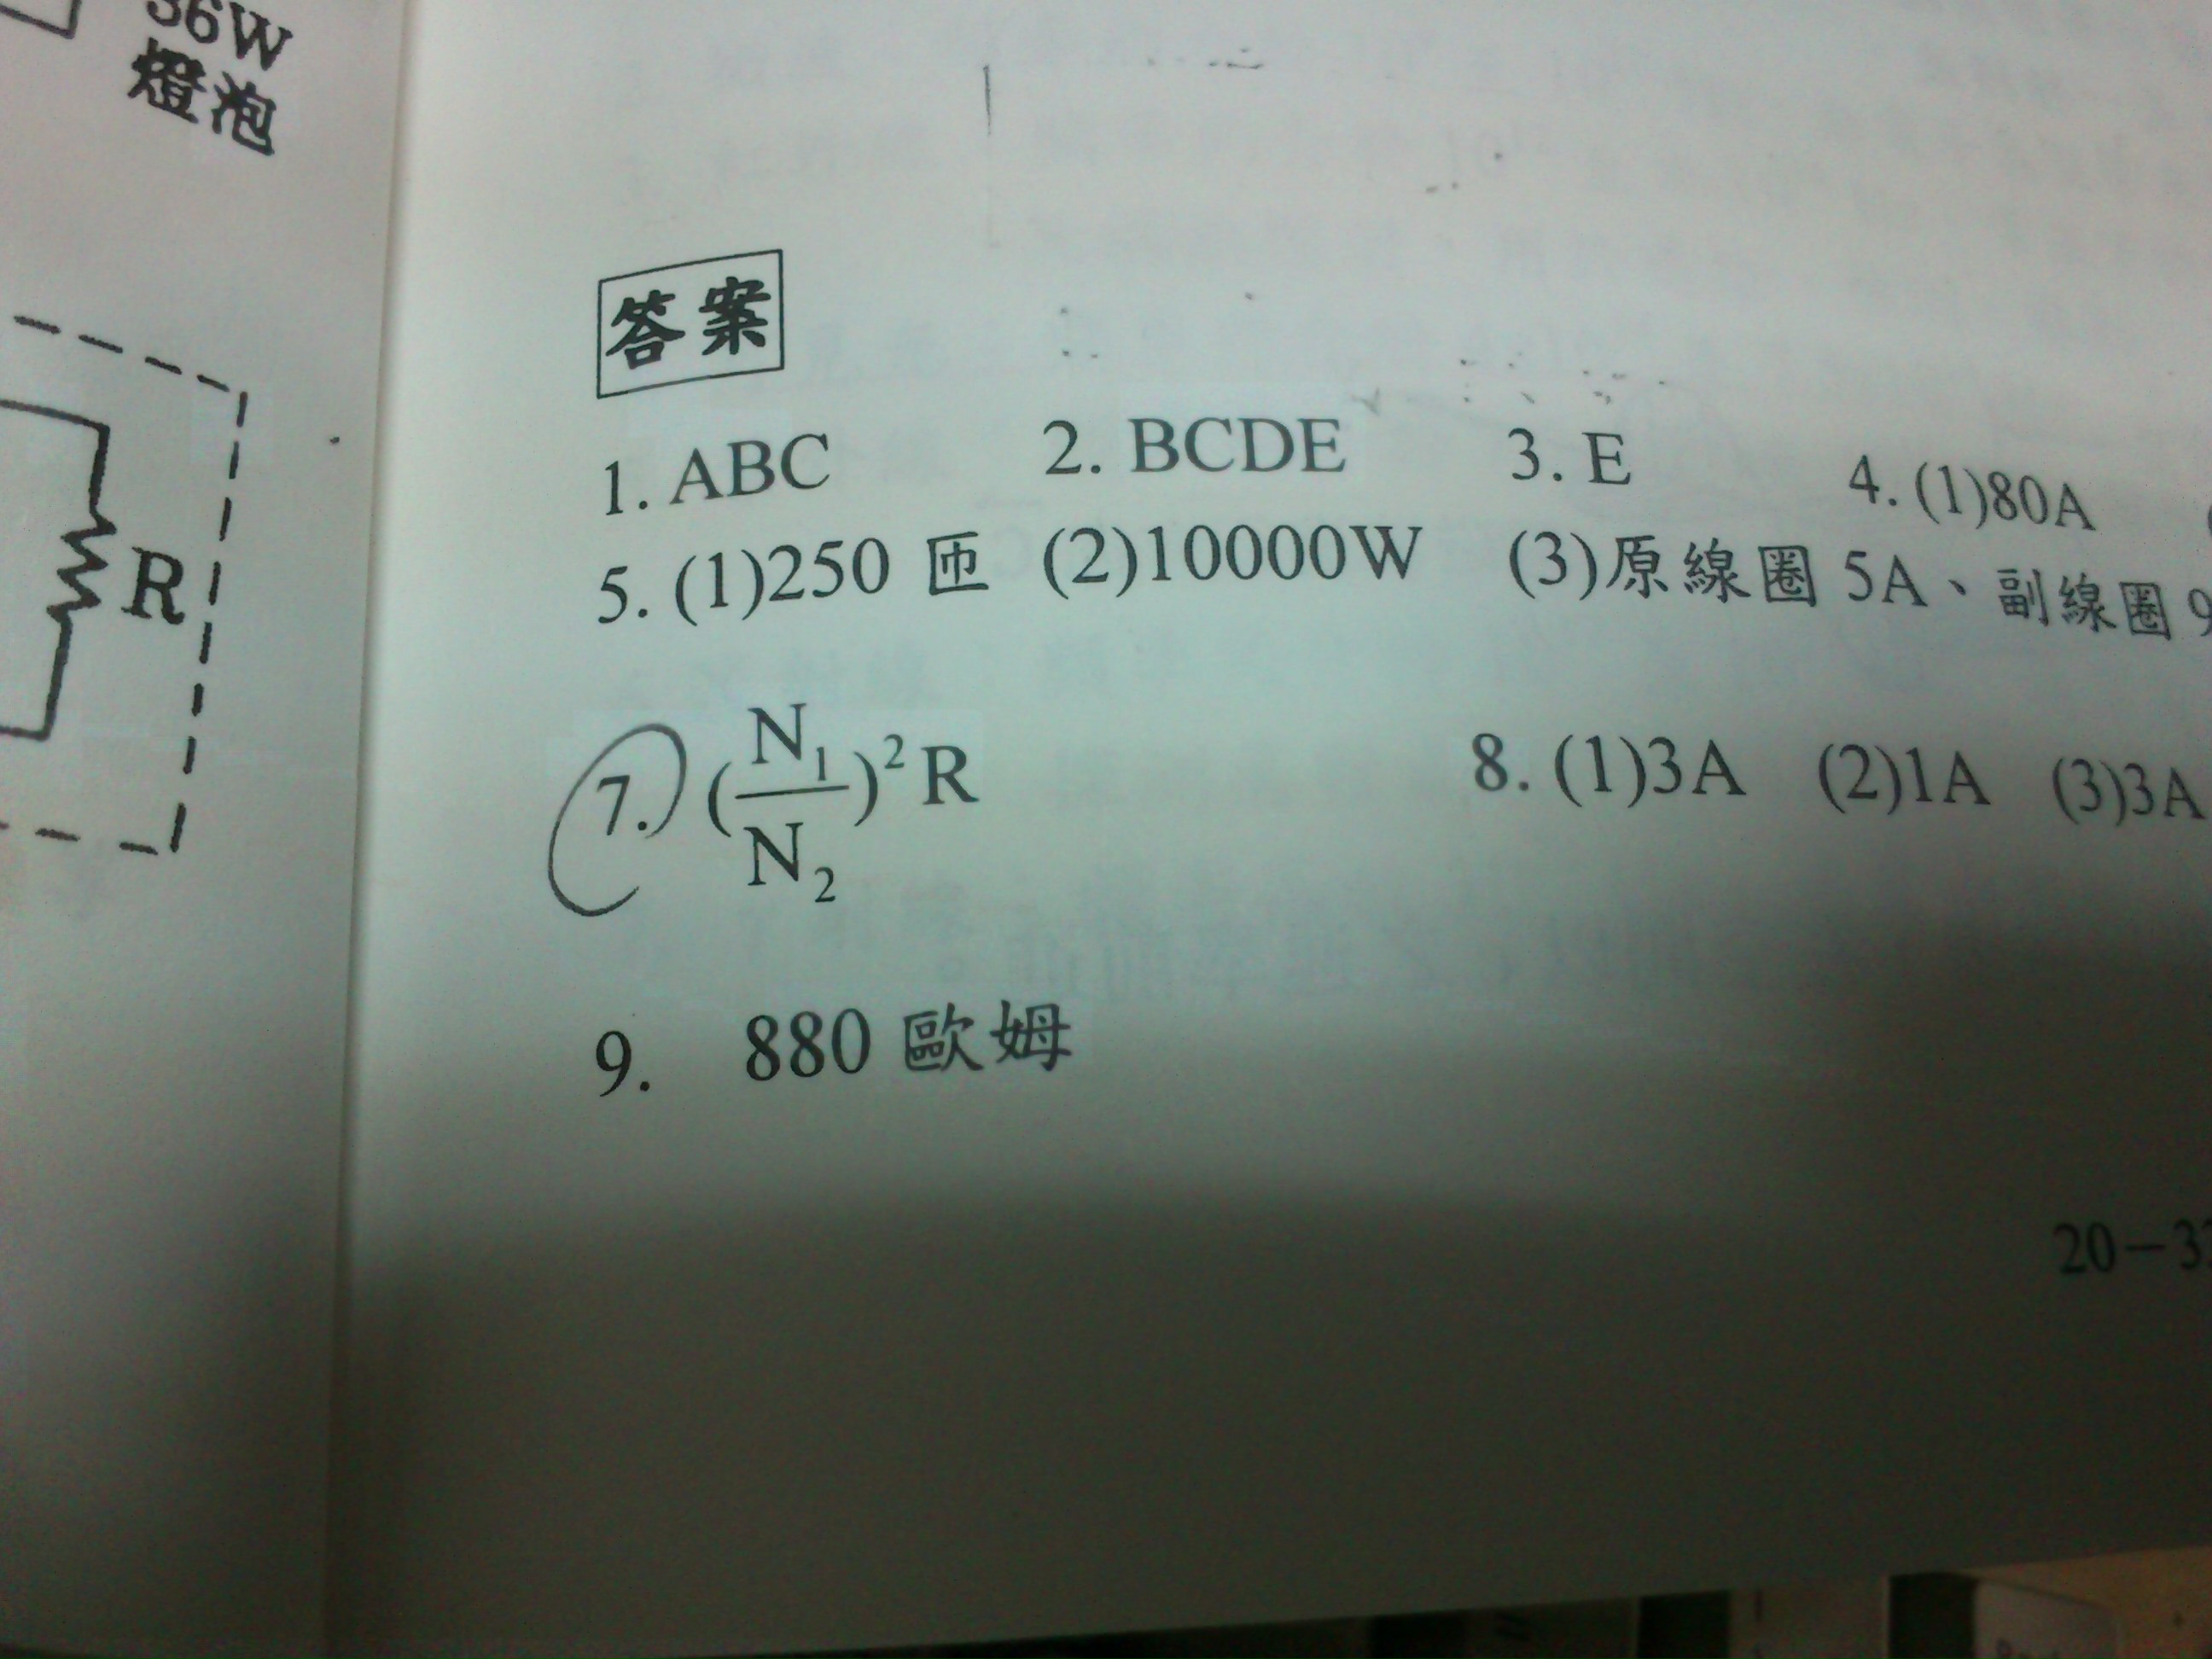 36W
燈泡
R
答案
1. ABC 2. BCDE 3. E 4. (1)80A
5. (1)250 匝 (2)10000W (3)原線圈 5A、副線圈 9
7. (N₁/N₂)² R 8. (1)3A (2)1A (3)3A
9. 880 歐姆
20－3